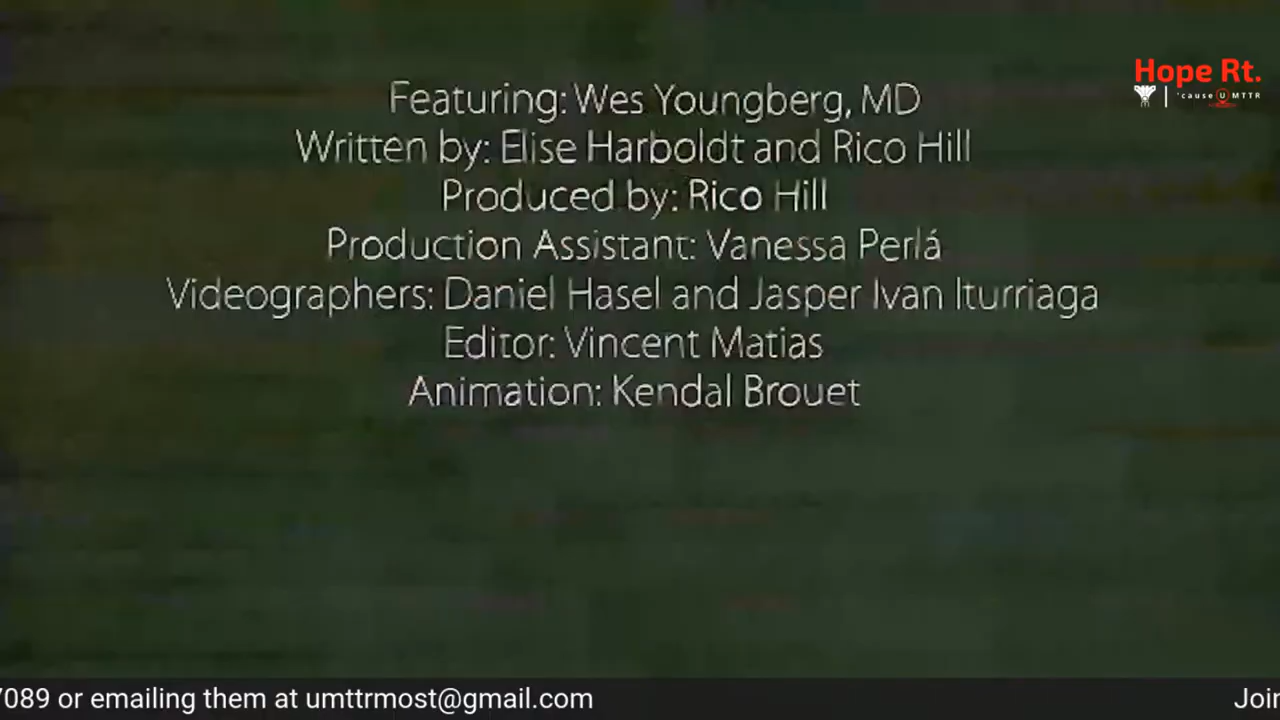 Hope Rt.
'cause U MTTR
Featuring: Wes Youngberg, MD
Written by: Elise Harboldt and Rico Hill
Produced by: Rico Hill
Production Assistant: Vanessa Perlá
Videographers: Daniel Hasel and Jasper Ivan Iturriaga
Editor: Vincent Matias
Animation: Kendal Brouet
7089 or emailing them at umttrmost@gmail.com
Join